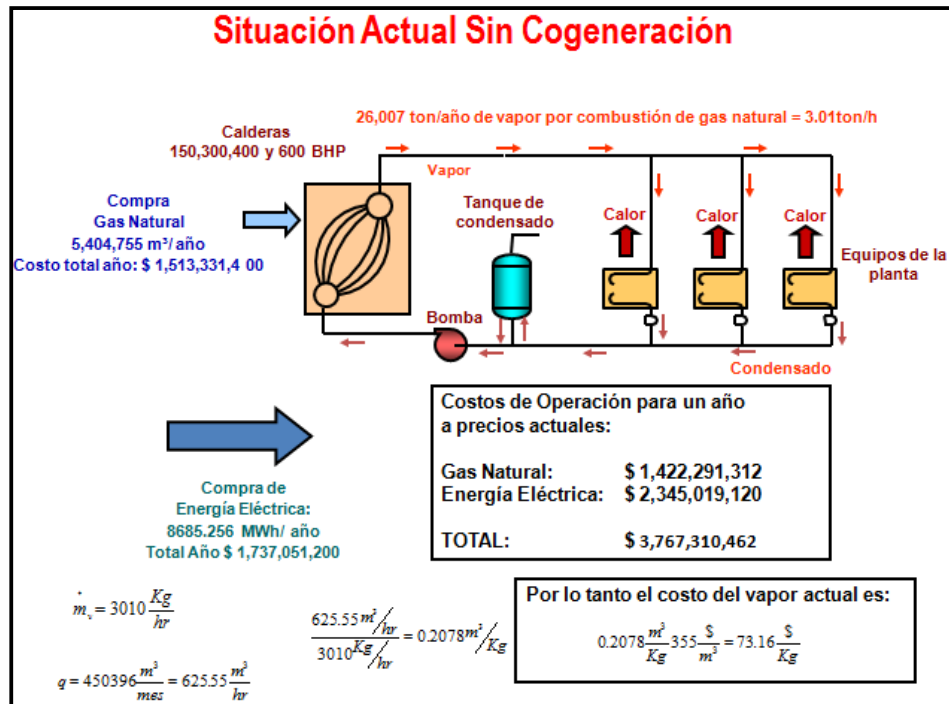 Situación Actual Sin Cogeneración
26,007 ton/año de vapor por combustión de gas natural = 3.01ton/h
Calderas
150,300,400 y 600 BHP
Vapor
Compra
Gas Natural
5,404,755 m³/ año
Costo total año: $ 1,513,331,4 00
Tanque de
condensado
Calor
Calor
Calor
Equipos de la
planta
Bomba
Condensado
Compra de
Energía Eléctrica:
8685.256 MWh/ año
Total Año $ 1,737,051,200
Costos de Operación para un año
a precios actuales:
Gas Natural: $ 1,422,291,312
Energía Eléctrica: $ 2,345,019,120
TOTAL: $ 3,767,310,462
ṁᵥ = 3010 Kg/hr
q = 450396 m³/mes = 625.55 m³/hr
625.55 m³/hr / 3010 Kg/hr = 0.2078 m³/Kg
Por lo tanto el costo del vapor actual es:
0.2078 m³/Kg 355 $/m³ = 73.16 $/Kg